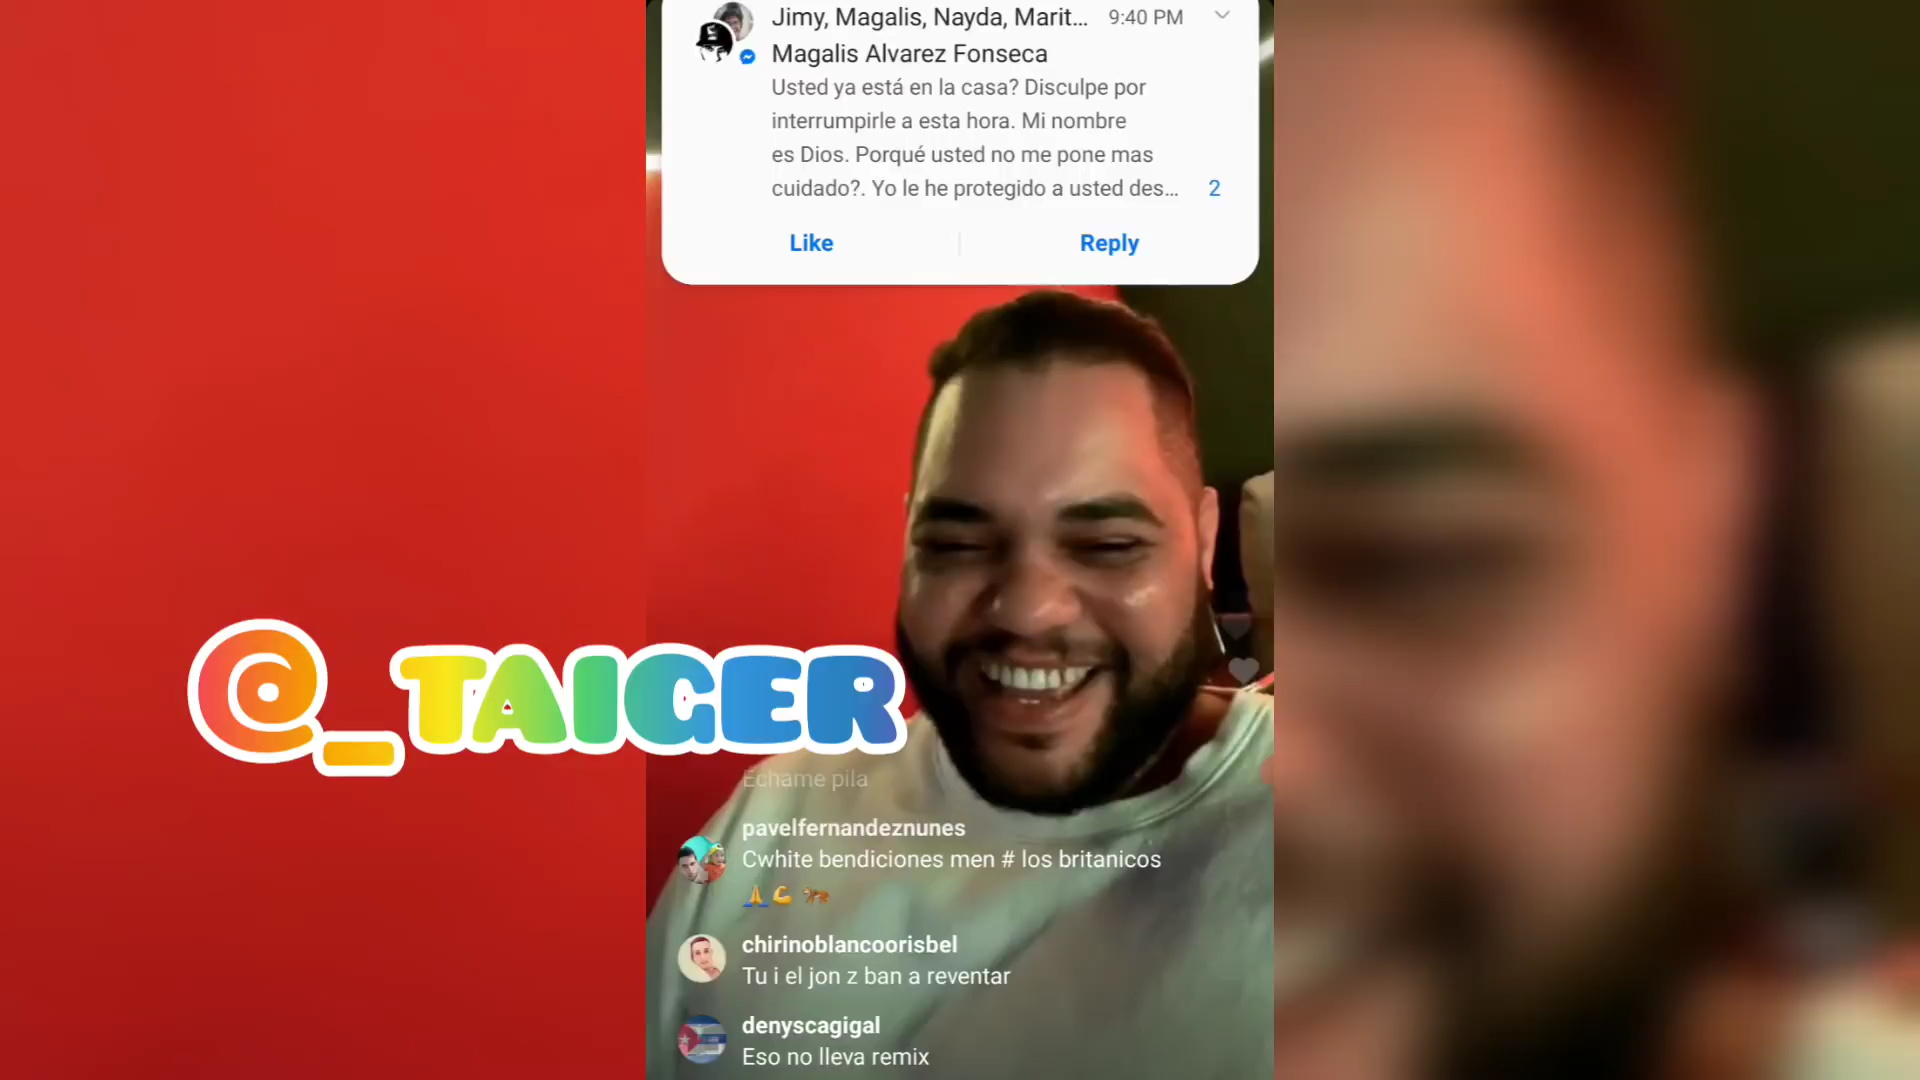 Jimy, Magalis, Nayda, Marit... 9:40 PM
Magalis Alvarez Fonseca
Usted ya está en la casa? Disculpe por
interrumpirle a esta hora. Mi nombre
es Dios. Porqué usted no me pone mas
cuidado?. Yo le he protegido a usted des... 2
Like Reply
@_TAIGER
Échame pila
pavelfernandeznunes
Cwhite bendiciones men # los britanicos
🙏💪 🐅
chirinoblancoorisbel
Tu i el jon z ban a reventar
denyscagigal
Eso no lleva remix